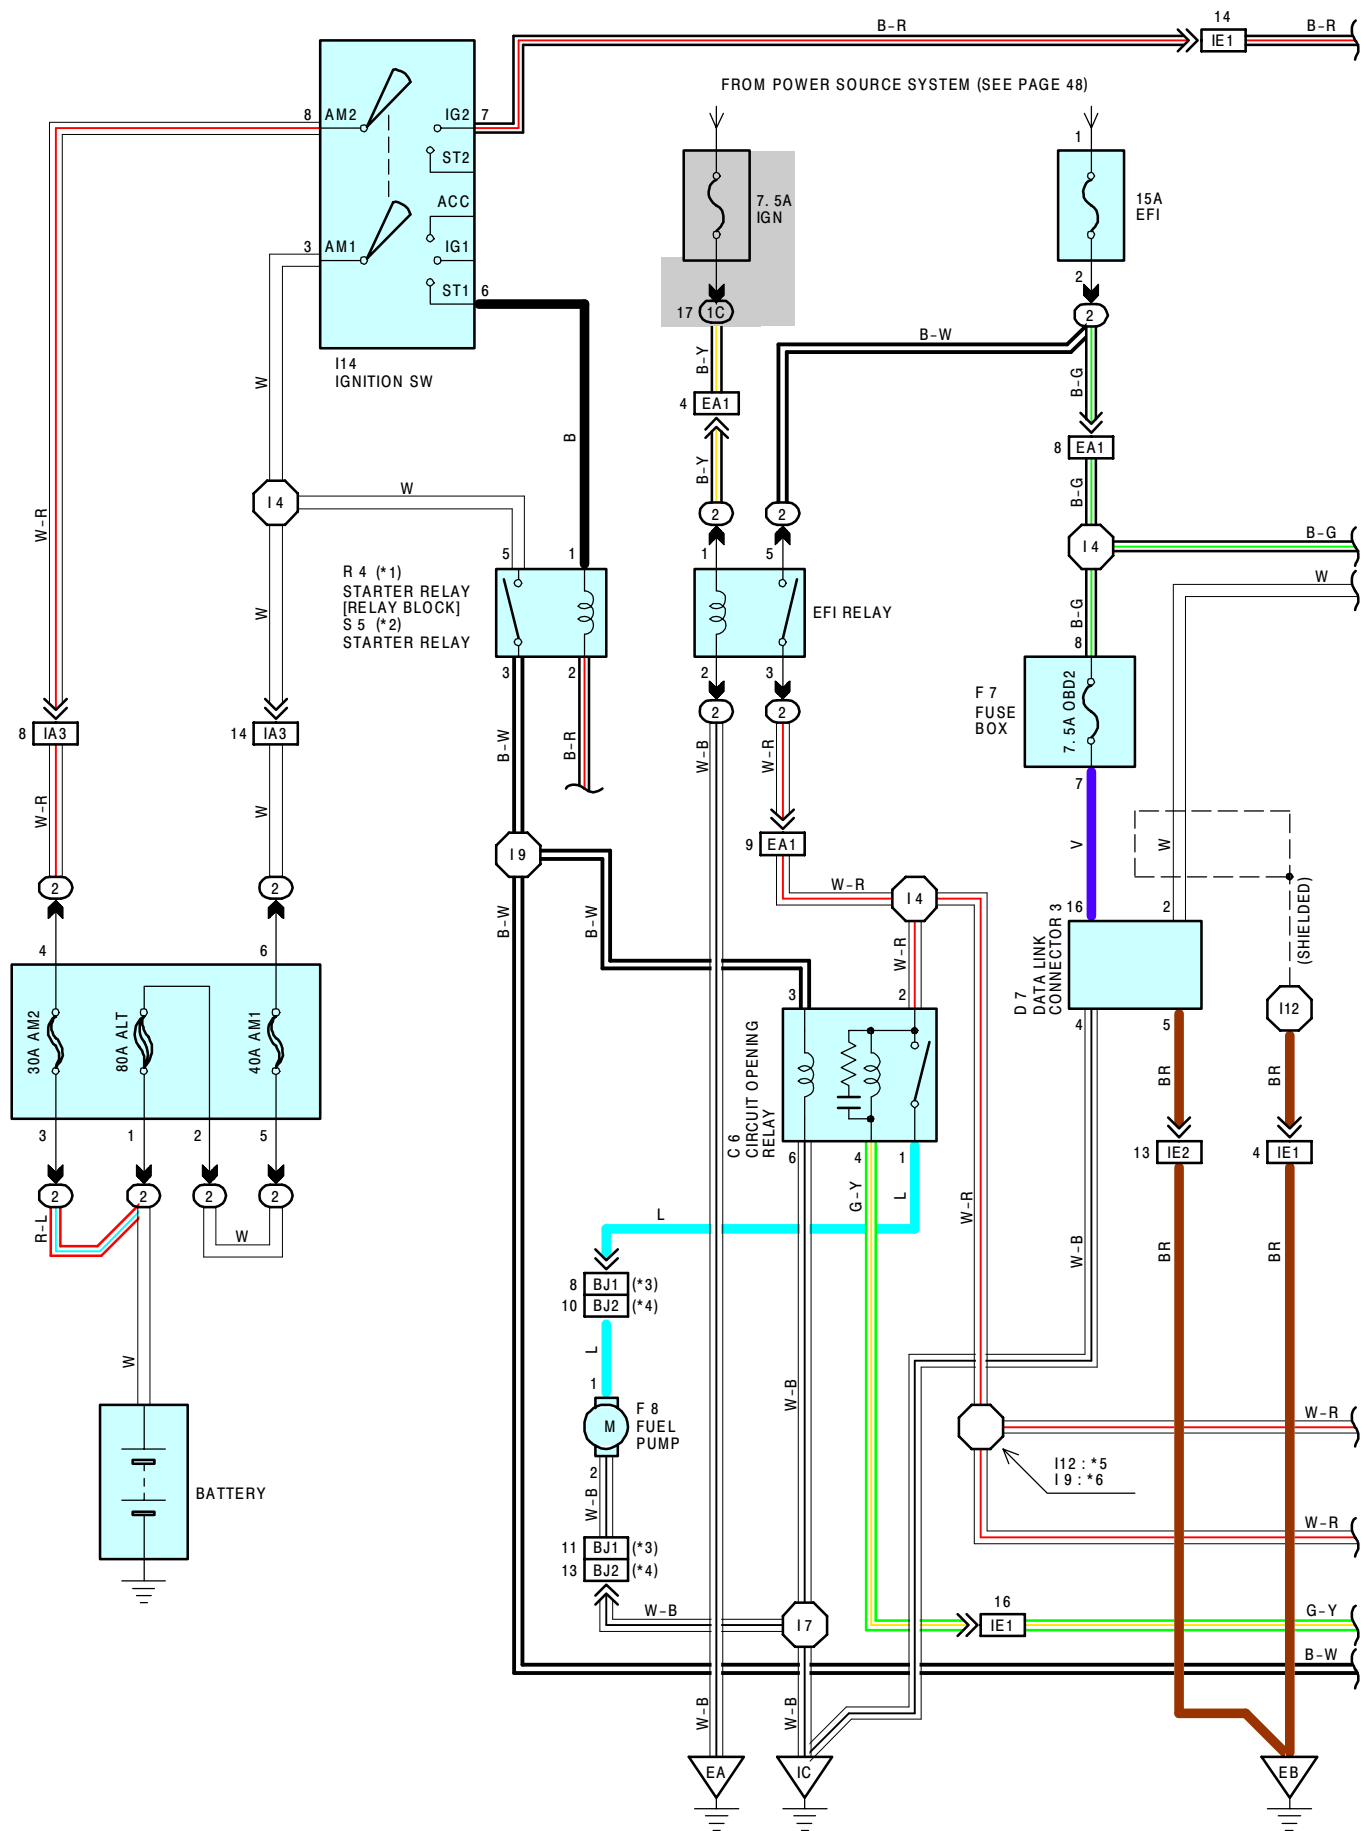 B-R
14
IE1
B-R
FROM POWER SOURCE SYSTEM (SEE PAGE 48)
8
AM2
IG2
7
ST2
ACC
3
AM1
IG1
ST1
6
I14
IGNITION SW
7. 5A
IGN
17
1C
1
15A
EFI
2
2
B-W
B-Y
4
EA1
B-Y
B-G
8
EA1
B-G
W
B
I4
W
W-R
2
2
I4
B-G
W
5
1
1
5
R 4 (*1)
STARTER RELAY
[RELAY BLOCK]
S 5 (*2)
STARTER RELAY
EFI RELAY
B-G
8
3
2
2
3
W
F 7
FUSE
BOX
7. 5A OBD2
2
2
8
IA3
14
IA3
B-W
B-R
W-B
W-R
7
W-R
W
9
EA1
V
W
I9
2
2
W-R
I4
16
2
(SHIELDED)
B-W
B-W
W-R
4
6
D 7
DATA LINK
CONNECTOR 3
3
2
4
5
I12
30A AM2
80A ALT
40A AM1
C 6
CIRCUIT OPENING
RELAY
BR
BR
3
1
2
5
6
4
1
13
IE2
4
IE1
2
2
2
2
R-L
W
L
G-Y
L
W-R
W-B
BR
BR
8
BJ1
(*3)
10
BJ2
(*4)
L
W
W-B
1
M
F 8
FUEL
PUMP
W-R
I12 : *5
I 9 : *6
2
W-B
BATTERY
W-R
11
BJ1
(*3)
13
BJ2
(*4)
W-B
I7
16
IE1
G-Y
B-W
W-B
W-B
EA
IC
EB